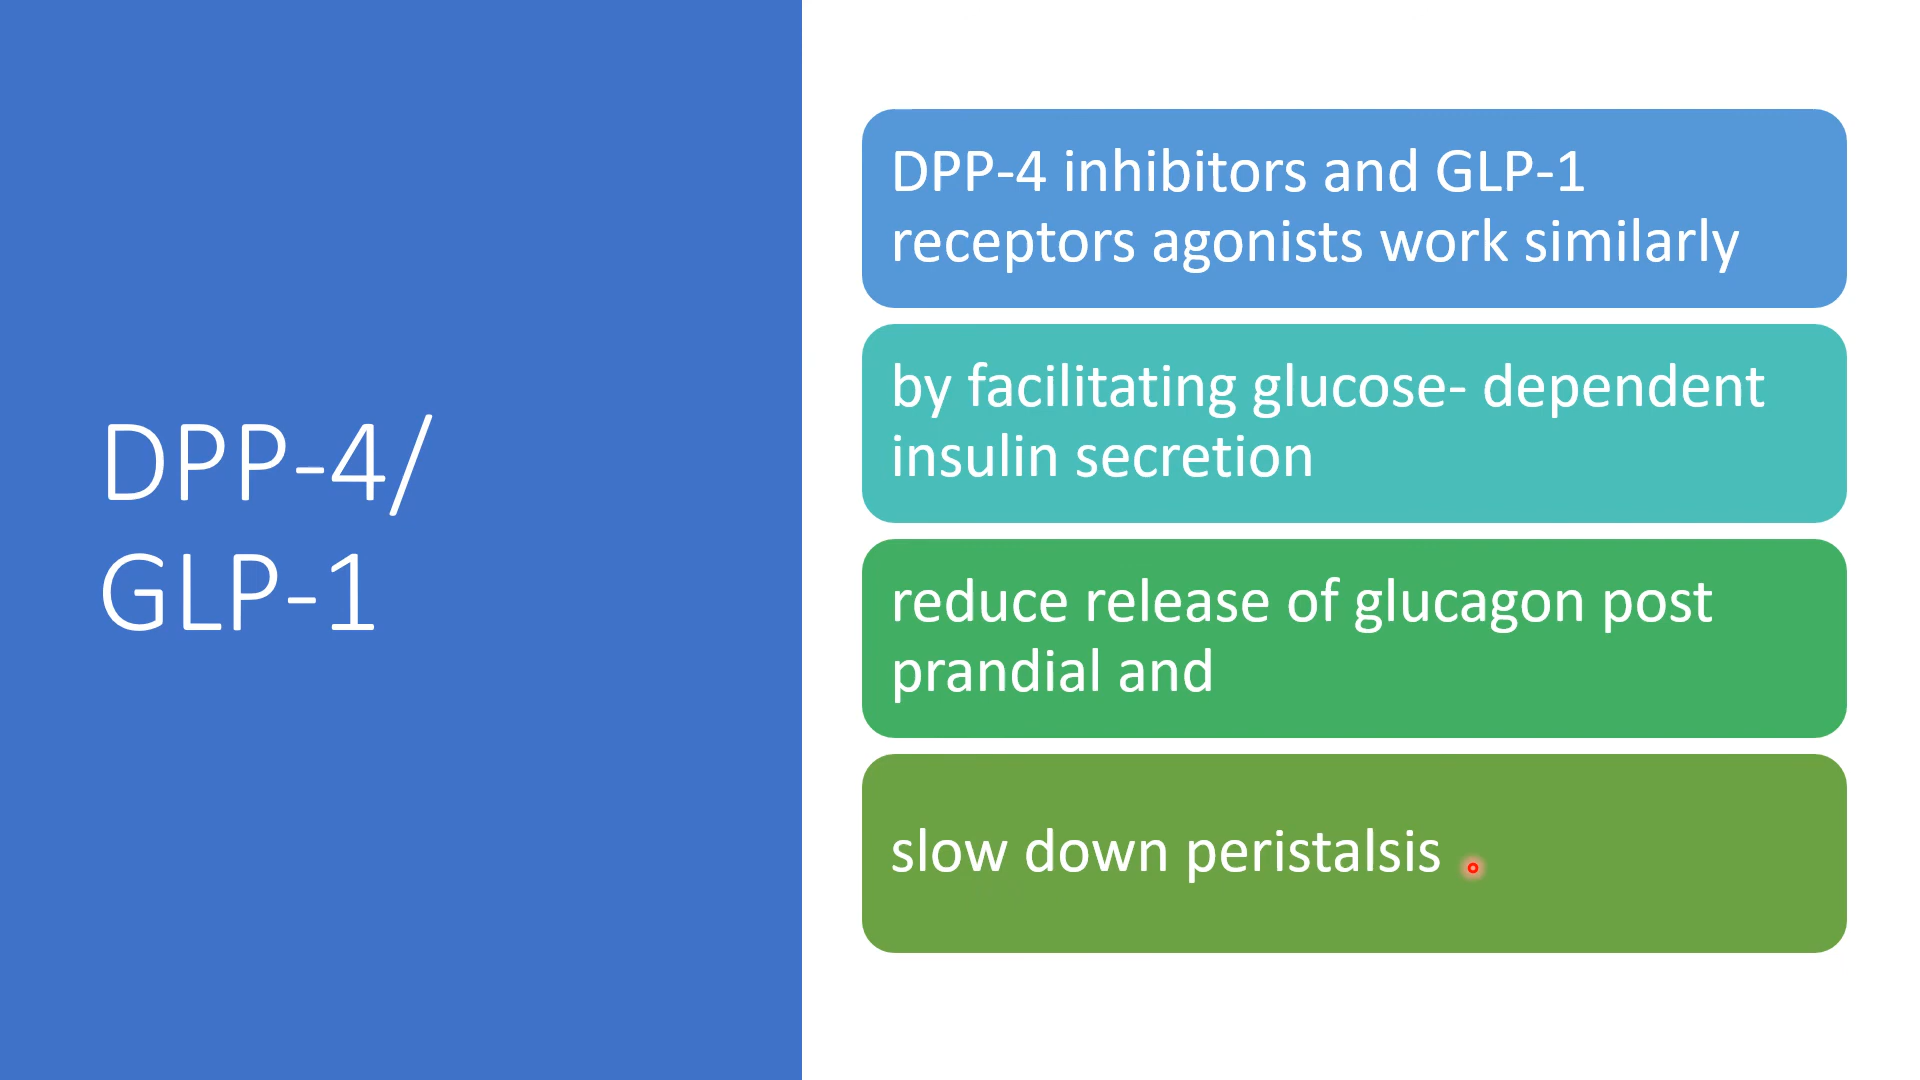 DPP-4/
GLP-1
DPP-4 inhibitors and GLP-1
receptors agonists work similarly
by facilitating glucose- dependent
insulin secretion
reduce release of glucagon post
prandial and
slow down peristalsis